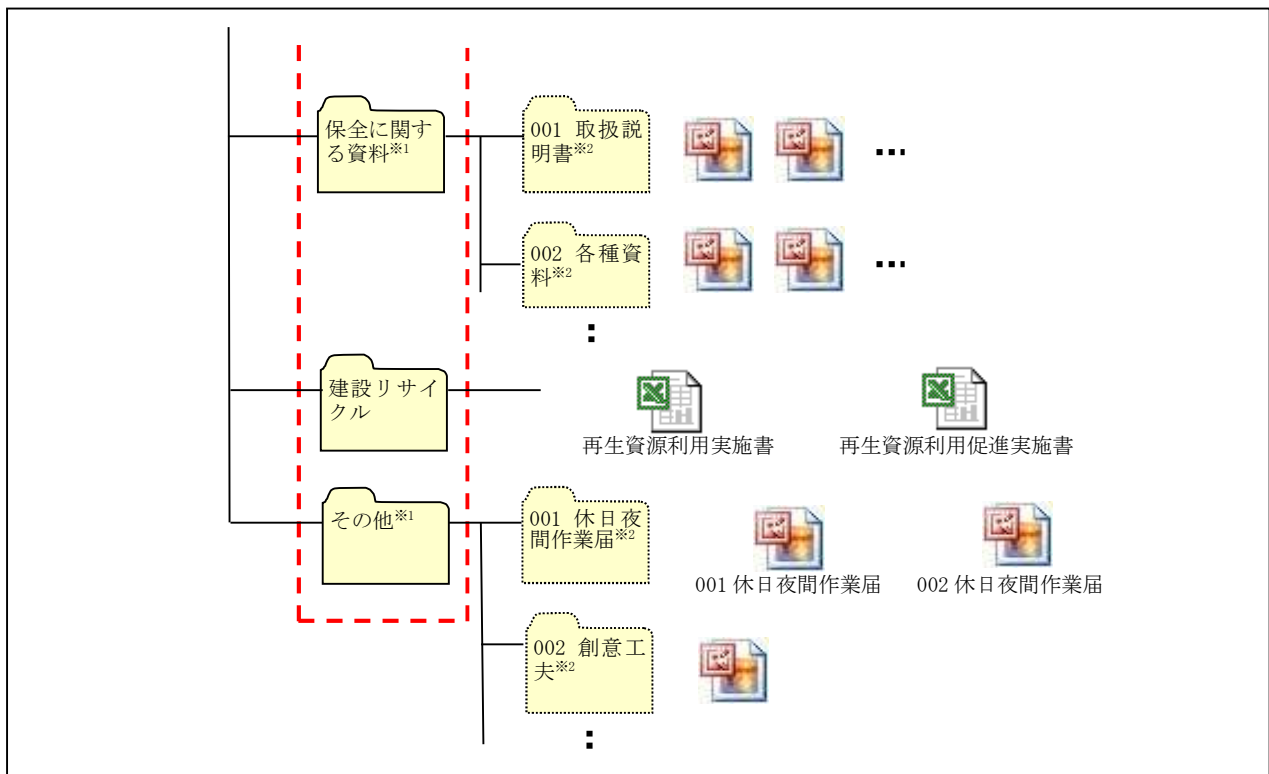 保全に関す
る資料※1
001 取扱説
明書※2
…
002 各種資
料※2
…
:
建設リサイ
クル
再生資源利用実施書
再生資源利用促進実施書
その他※1
001 休日夜
間作業届※2
001 休日夜間作業届
002 休日夜間作業届
002 創意工
夫※2
: